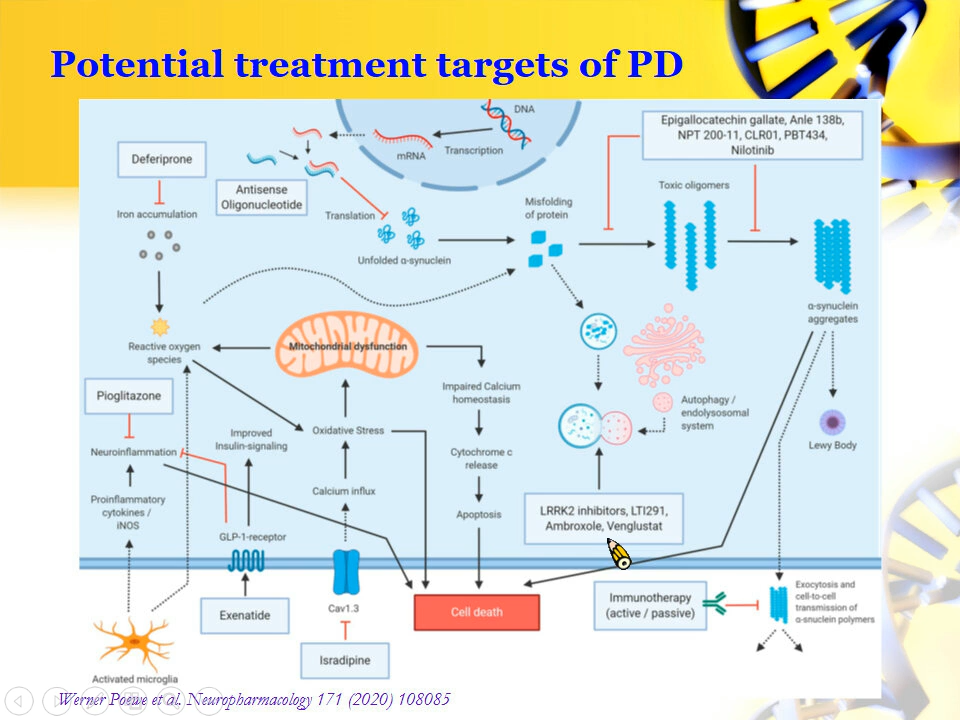 Potential treatment targets of PD
DNA
Transcription
mRNA
Epigallocatechin gallate, Anle 138b,
NPT 200-11, CLR01, PBT434,
Nilotinib
Deferiprone
Iron accumulation
Antisense
Oligonucleotide
Translation
Unfolded α-synuclein
Misfolding
of protein
Toxic oligomers
α-synuclein
aggregates
Reactive oxygen
species
Mitochondrial dysfunction
Impaired Calcium
homeostasis
Autophagy /
endolysosomal
system
Lewy Body
Pioglitazone
Neuroinflammation
Improved
Insulin-signaling
Oxidative Stress
Cytochrome c
release
Proinflammatory
cytokines /
iNOS
Calcium influx
Apoptosis
LRRK2 inhibitors, LTI291,
Ambroxole, Venglustat
GLP-1-receptor
Exenatide
Cav1.3
Isradipine
Cell death
Immunotherapy
(active / passive)
Exocytosis and
cell-to-cell
transmission of
α-snuclein polymers
Activated microglia
Werner Poewe et al. Neuropharmacology 171 (2020) 108085